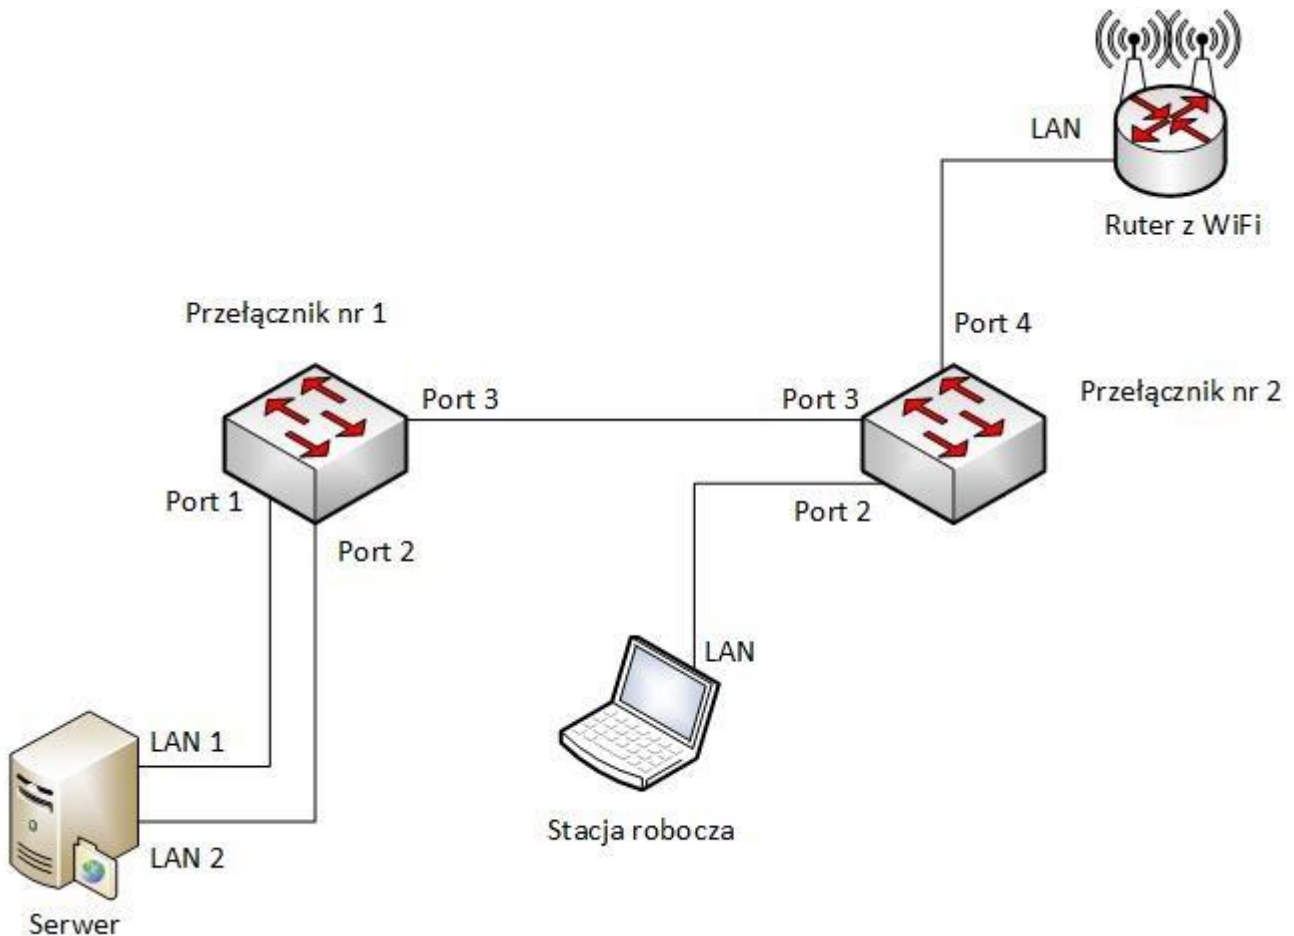 LAN
Ruter z WiFi
Przełącznik nr 1
Port 4
Port 3
Port 3
Przełącznik nr 2
Port 1
Port 2
Port 2
LAN
LAN 1
Stacja robocza
LAN 2
Serwer